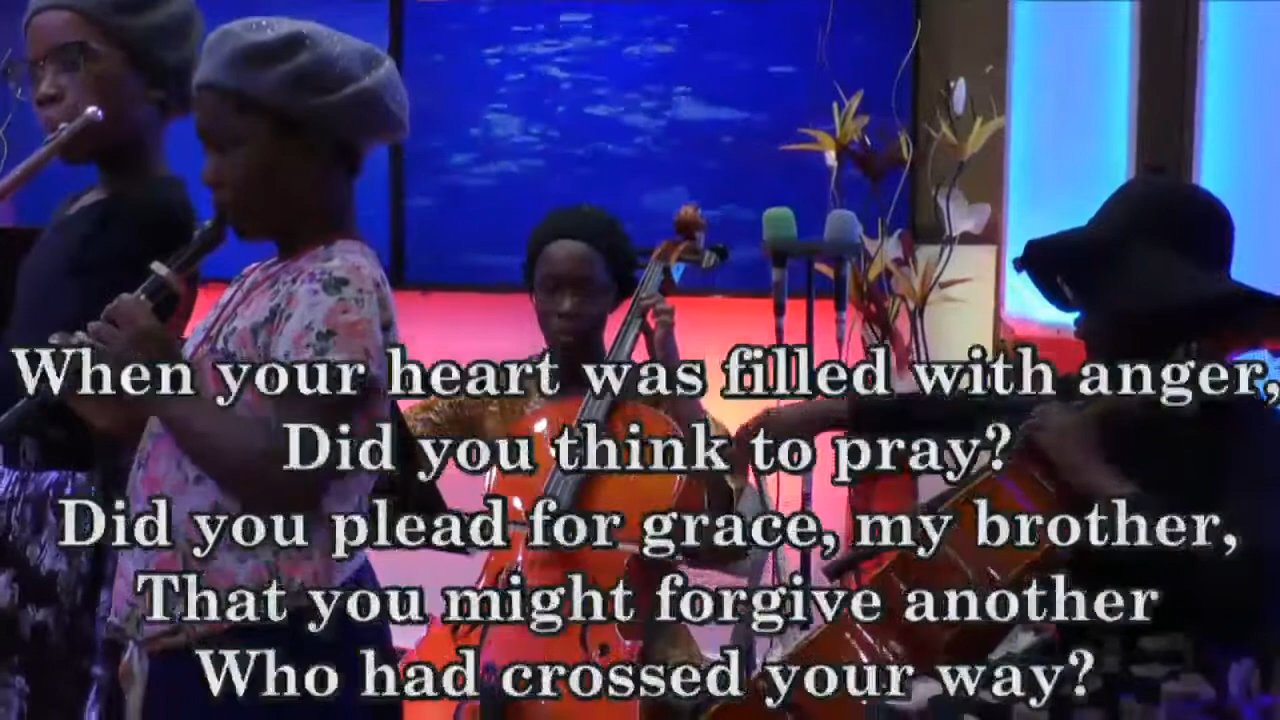 When your heart was filled with anger,
Did you think to pray?
Did you plead for grace, my brother,
That you might forgive another
Who had crossed your way?